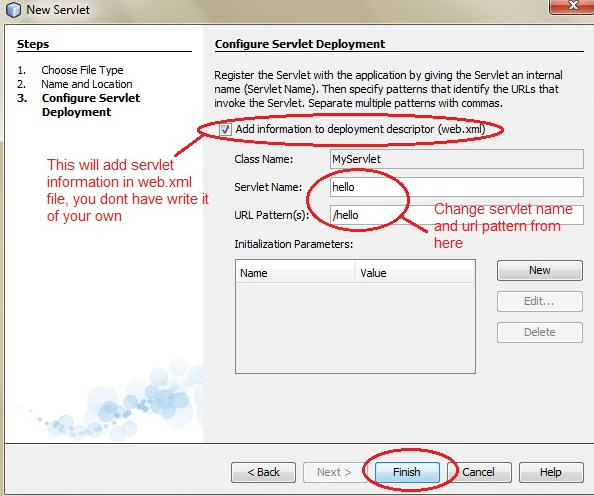 New Servlet
Steps
1. Choose File Type
2. Name and Location
3. Configure Servlet
Deployment
Configure Servlet Deployment
Register the Servlet with the application by giving the Servlet an internal
name (Servlet Name). Then specify patterns that identify the URLs that
invoke the Servlet. Separate multiple patterns with commas.
Add information to deployment descriptor (web.xml)
This will add servlet
information in web.xml
file, you dont have write it
of your own
Class Name: MyServlet
Servlet Name: hello
URL Pattern(s): /hello
Change servlet name
and url pattern from
here
Initialization Parameters:
Name Value
New
Edit...
Delete
< Back Next > Finish Cancel Help